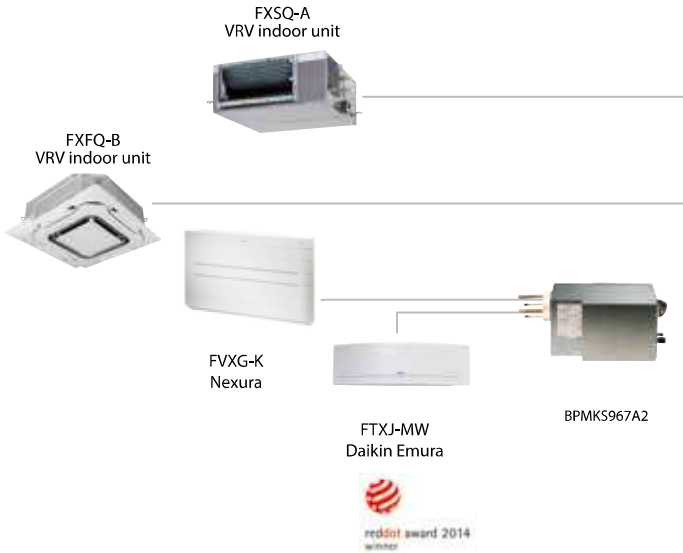 FXSQ-A
VRV indoor unit
FXFQ-B
VRV indoor unit
FVXG-K
Nexura
FTXJ-MW
Daikin Emura
BPMKS967A2
reddot award 2014
winner